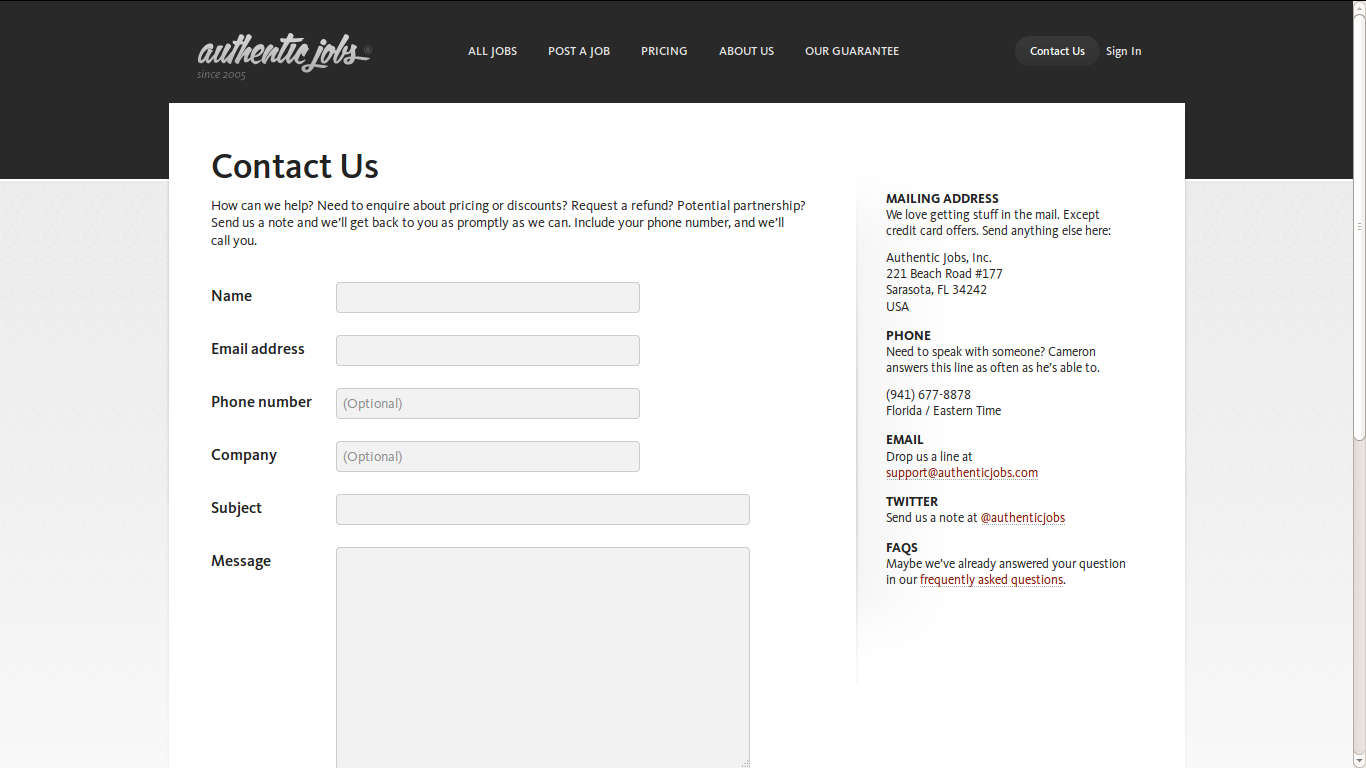 authentic jobs®
since 2005
ALL JOBS POST A JOB PRICING ABOUT US OUR GUARANTEE
Contact Us Sign In
Contact Us
How can we help? Need to enquire about pricing or discounts? Request a refund? Potential partnership?
Send us a note and we'll get back to you as promptly as we can. Include your phone number, and we'll
call you.
Name
Email address
Phone number (Optional)
Company (Optional)
Subject
Message
MAILING ADDRESS
We love getting stuff in the mail. Except
credit card offers. Send anything else here:
Authentic Jobs, Inc.
221 Beach Road #177
Sarasota, FL 34242
USA
PHONE
Need to speak with someone? Cameron
answers this line as often as he's able to.
(941) 677-8878
Florida / Eastern Time
EMAIL
Drop us a line at
support@authenticjobs.com
TWITTER
Send us a note at @authenticjobs
FAQS
Maybe we've already answered your question
in our frequently asked questions.